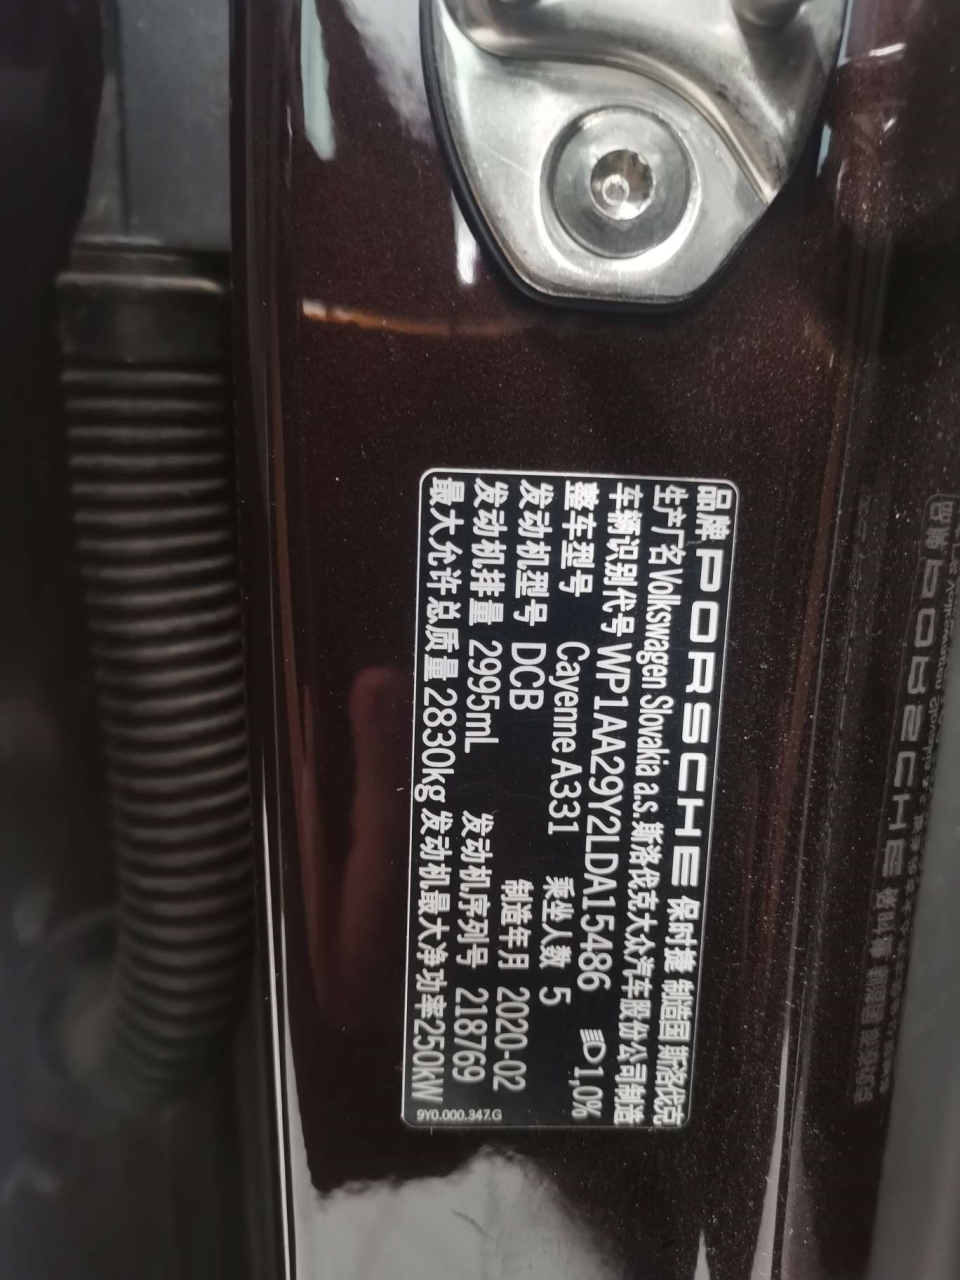 品牌 PORSCHE 保时捷 制造国 斯洛伐克
生产厂名 Volkswagen Slovakia a.s. 斯洛伐克大众汽车股份公司制造
车辆识别代号 WP1AA29Y2LDA15486 1,0%
整车型号 Cayenne A331 乘坐人数 5
发动机型号 DCB 制造年月 2020-02
发动机排量 2995mL 发动机序列号 218769
最大允许总质量 2830kg 发动机最大净功率 250kW
9Y0.000.347.G